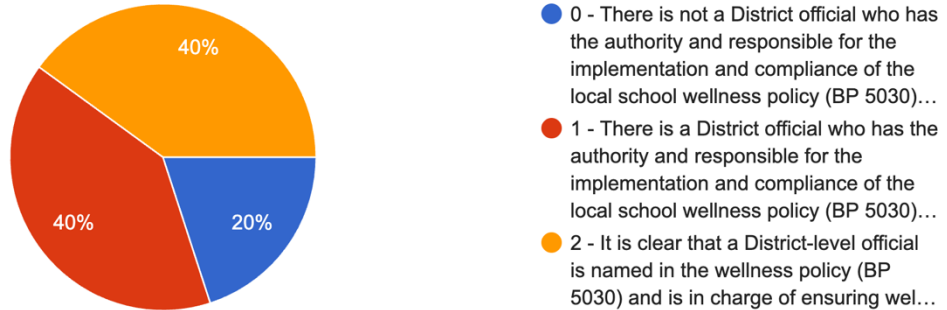 40%
40%
20%
0 - There is not a District official who has
the authority and responsible for the
implementation and compliance of the
local school wellness policy (BP 5030)…
1 - There is a District official who has the
authority and responsible for the
implementation and compliance of the
local school wellness policy (BP 5030)…
2 - It is clear that a District-level official
is named in the wellness policy (BP
5030) and is in charge of ensuring wel…